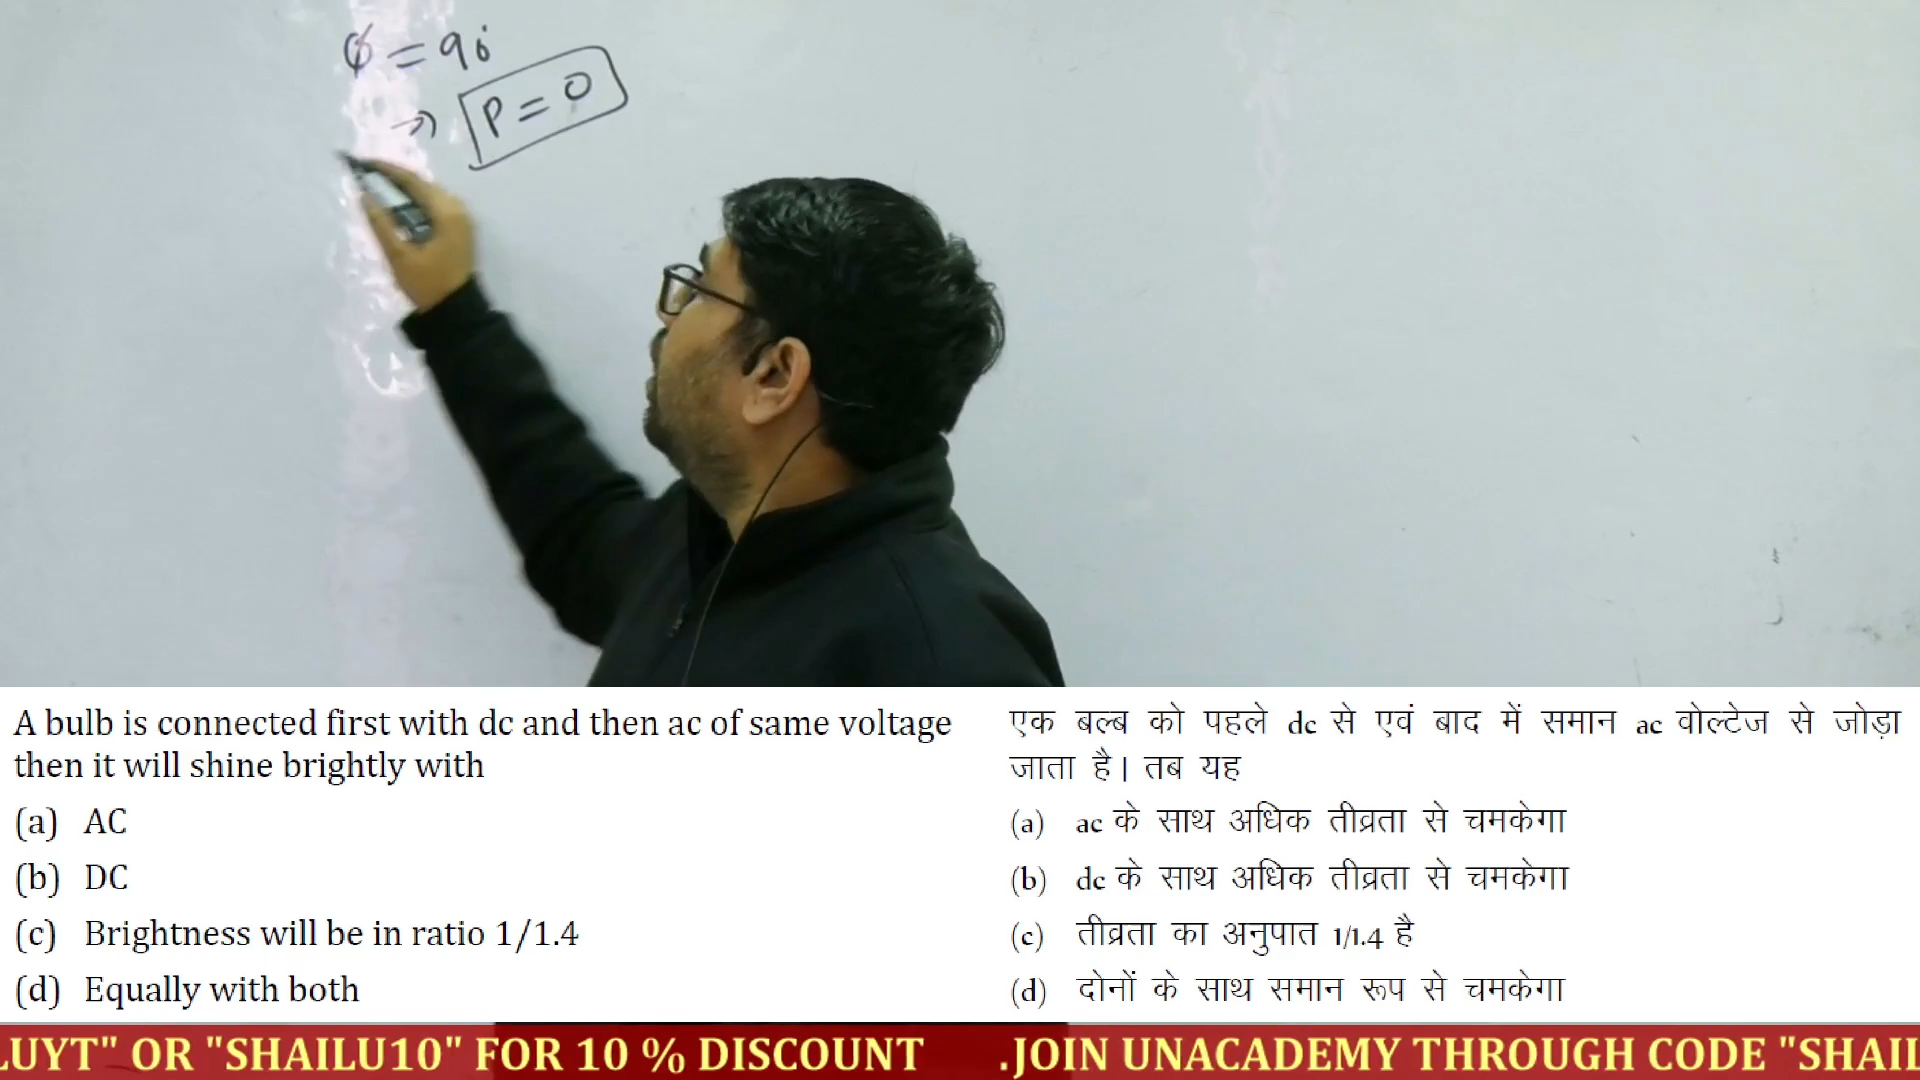 φ = 90°
→ P = 0
A bulb is connected first with dc and then ac of same voltage
then it will shine brightly with
(a) AC
(b) DC
(c) Brightness will be in ratio 1/1.4
(d) Equally with both
एक बल्ब को पहले dc से एवं बाद में समान ac वोल्टेज से जोड़ा
जाता है। तब यह
(a) ac के साथ अधिक तीव्रता से चमकेगा
(b) dc के साथ अधिक तीव्रता से चमकेगा
(c) तीव्रता का अनुपात 1/1.4 है
(d) दोनों के साथ समान रूप से चमकेगा
LUYT" OR "SHAILU10" FOR 10 % DISCOUNT .JOIN UNACADEMY THROUGH CODE "SHAIL